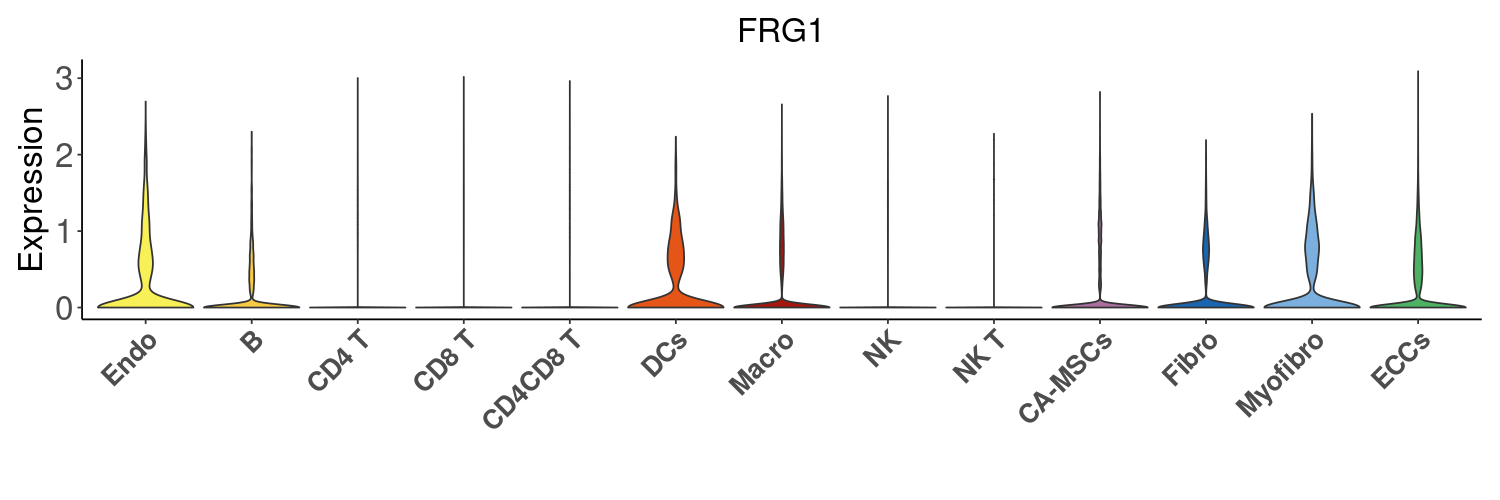 FRG1
Expression
3
2
1
0
Endo
B
CD4 T
CD8 T
CD4CD8 T
DCs
Macro
NK
NK T
CA-MSCs
Fibro
Myofibro
ECCs